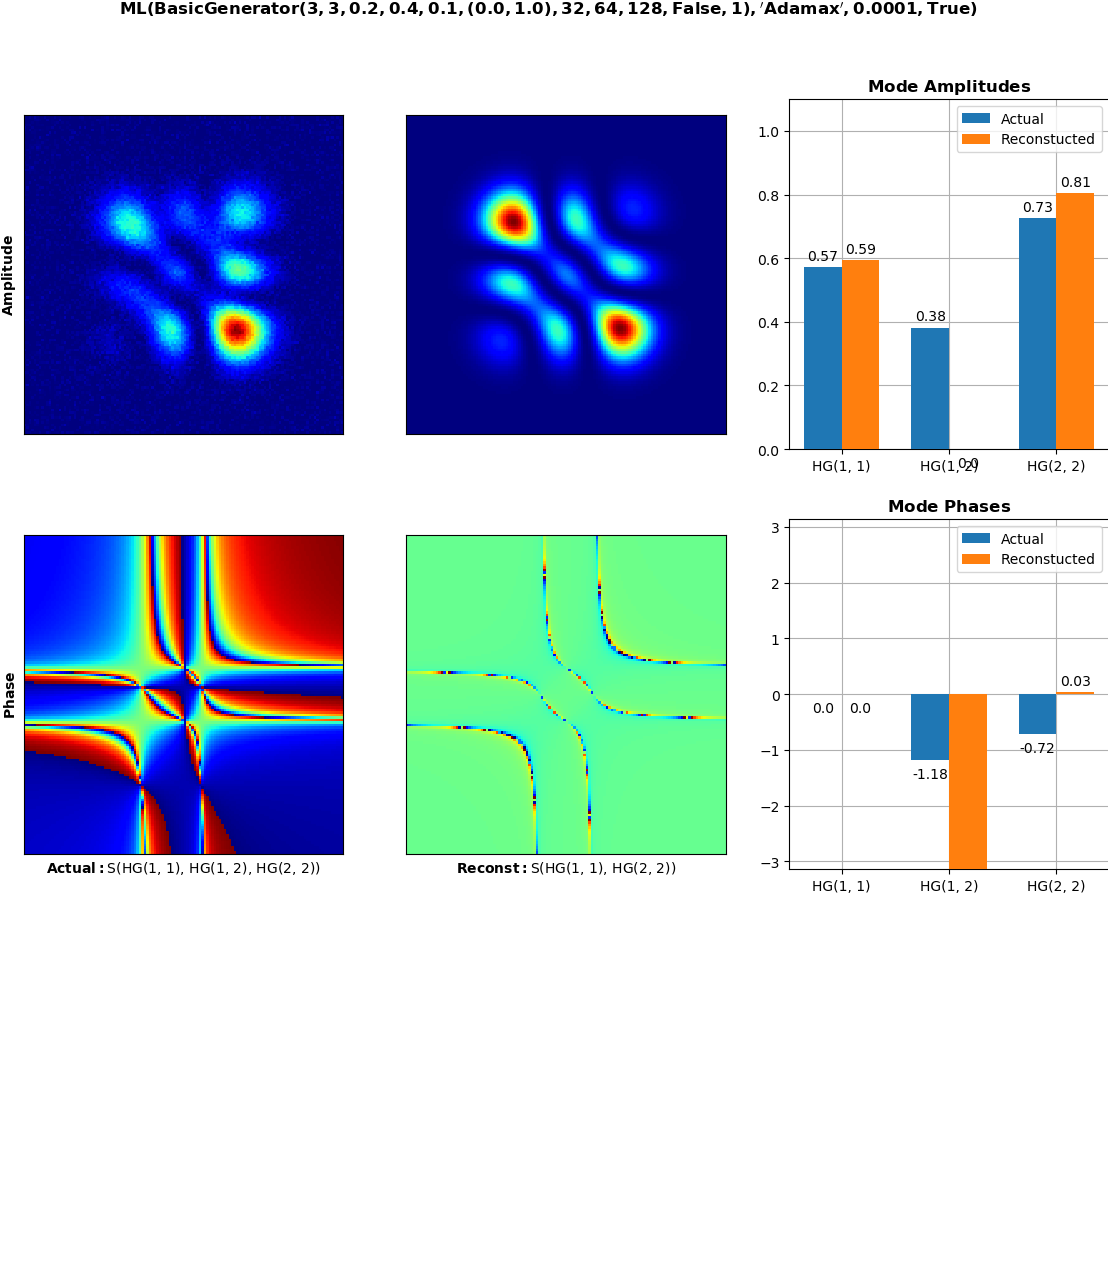 ML(BasicGenerator(3, 3, 0.2, 0.4, 0.1, (0.0, 1.0), 32, 64, 128, False, 1), 'Adamax', 0.0001, True)
Amplitude
Mode Amplitudes
Actual
Reconstucted
1.0
0.8
0.6
0.4
0.2
0.0
0.57
0.59
0.38
0.0
0.73
0.81
HG(1, 1)
HG(1, 2)
HG(2, 2)
Phase
Actual: S(HG(1, 1), HG(1, 2), HG(2, 2))
Reconst: S(HG(1, 1), HG(2, 2))
Mode Phases
Actual
Reconstucted
3
2
1
0
−1
−2
−3
0.0
0.0
-1.18
-0.72
0.03
HG(1, 1)
HG(1, 2)
HG(2, 2)